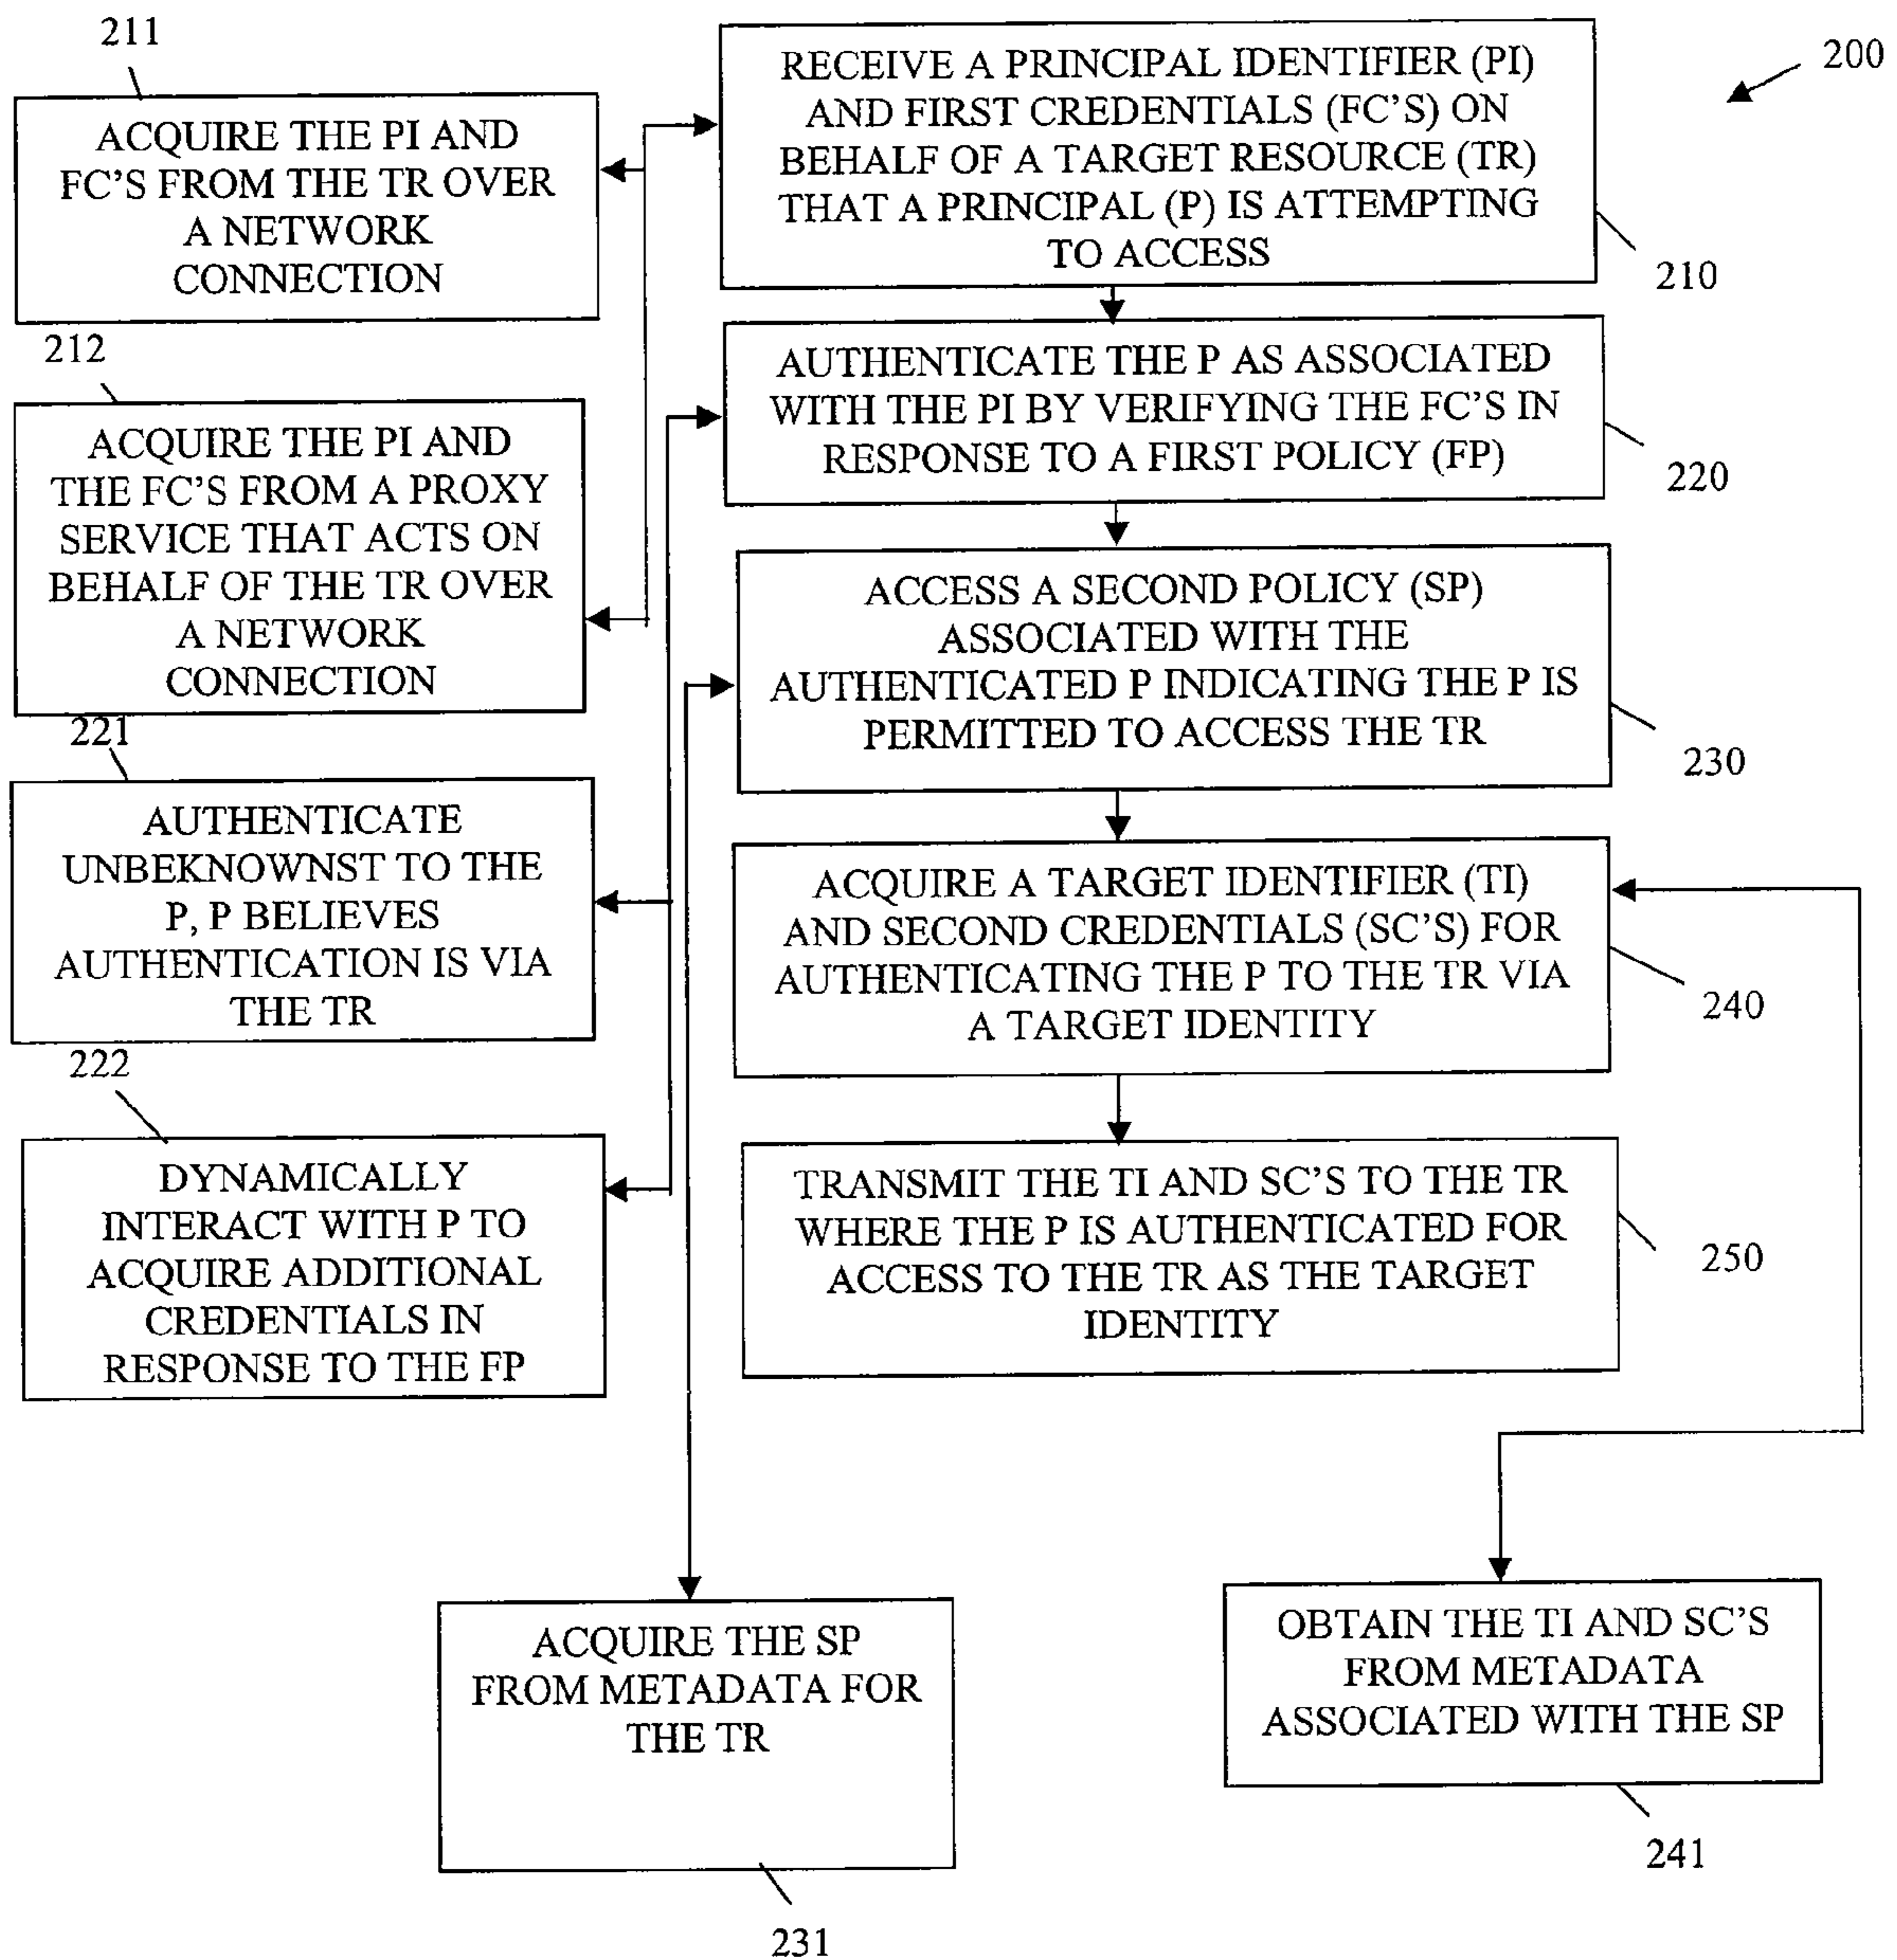 200
211
ACQUIRE THE PI AND
FC'S FROM THE TR OVER
A NETWORK
CONNECTION
RECEIVE A PRINCIPAL IDENTIFIER (PI)
AND FIRST CREDENTIALS (FC'S) ON
BEHALF OF A TARGET RESOURCE (TR)
THAT A PRINCIPAL (P) IS ATTEMPTING
TO ACCESS
210
212
ACQUIRE THE PI AND
THE FC'S FROM A PROXY
SERVICE THAT ACTS ON
BEHALF OF THE TR OVER
A NETWORK
CONNECTION
AUTHENTICATE THE P AS ASSOCIATED
WITH THE PI BY VERIFYING THE FC'S IN
RESPONSE TO A FIRST POLICY (FP)
220
ACCESS A SECOND POLICY (SP)
ASSOCIATED WITH THE
AUTHENTICATED P INDICATING THE P IS
PERMITTED TO ACCESS THE TR
230
221
AUTHENTICATE
UNBEKNOWNST TO THE
P, P BELIEVES
AUTHENTICATION IS VIA
THE TR
ACQUIRE A TARGET IDENTIFIER (TI)
AND SECOND CREDENTIALS (SC'S) FOR
AUTHENTICATING THE P TO THE TR VIA
A TARGET IDENTITY
240
222
DYNAMICALLY
INTERACT WITH P TO
ACQUIRE ADDITIONAL
CREDENTIALS IN
RESPONSE TO THE FP
TRANSMIT THE TI AND SC'S TO THE TR
WHERE THE P IS AUTHENTICATED FOR
ACCESS TO THE TR AS THE TARGET
IDENTITY
250
ACQUIRE THE SP
FROM METADATA FOR
THE TR
231
OBTAIN THE TI AND SC'S
FROM METADATA
ASSOCIATED WITH THE SP
241